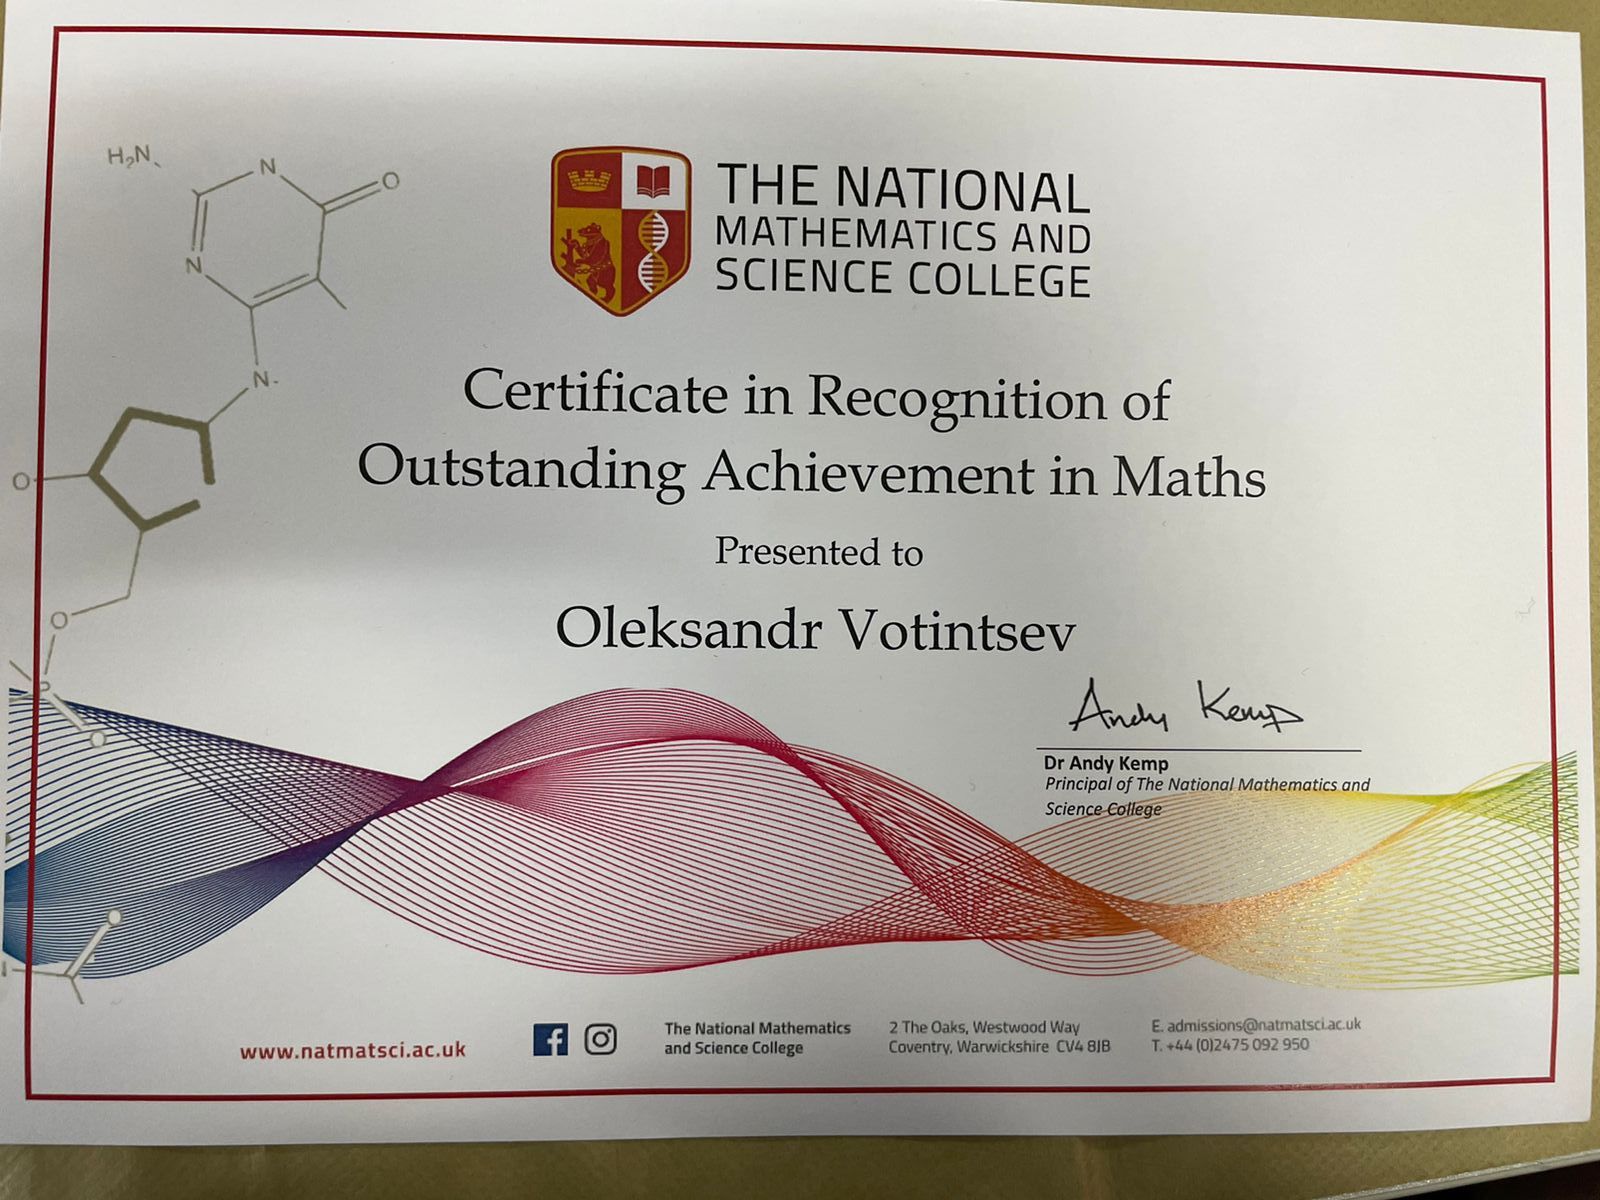 H₂N
N
O
N
N
O
O
P
O
THE NATIONAL
MATHEMATICS AND
SCIENCE COLLEGE
Certificate in Recognition of
Outstanding Achievement in Maths
Presented to
Oleksandr Votintsev
Andy Kemp
Dr Andy Kemp
Principal of The National Mathematics and
Science College
www.natmatsci.ac.uk
The National Mathematics
and Science College
2 The Oaks, Westwood Way
Coventry, Warwickshire CV4 8JB
E. admissions@natmatsci.ac.uk
T. +44 (0)2475 092 950